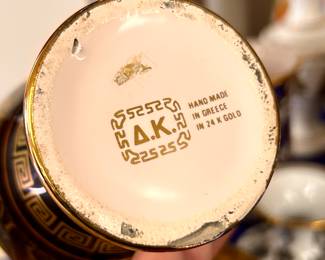 Δ.Κ.
HAND MADE
IN GREECE
IN 24 K GOLD